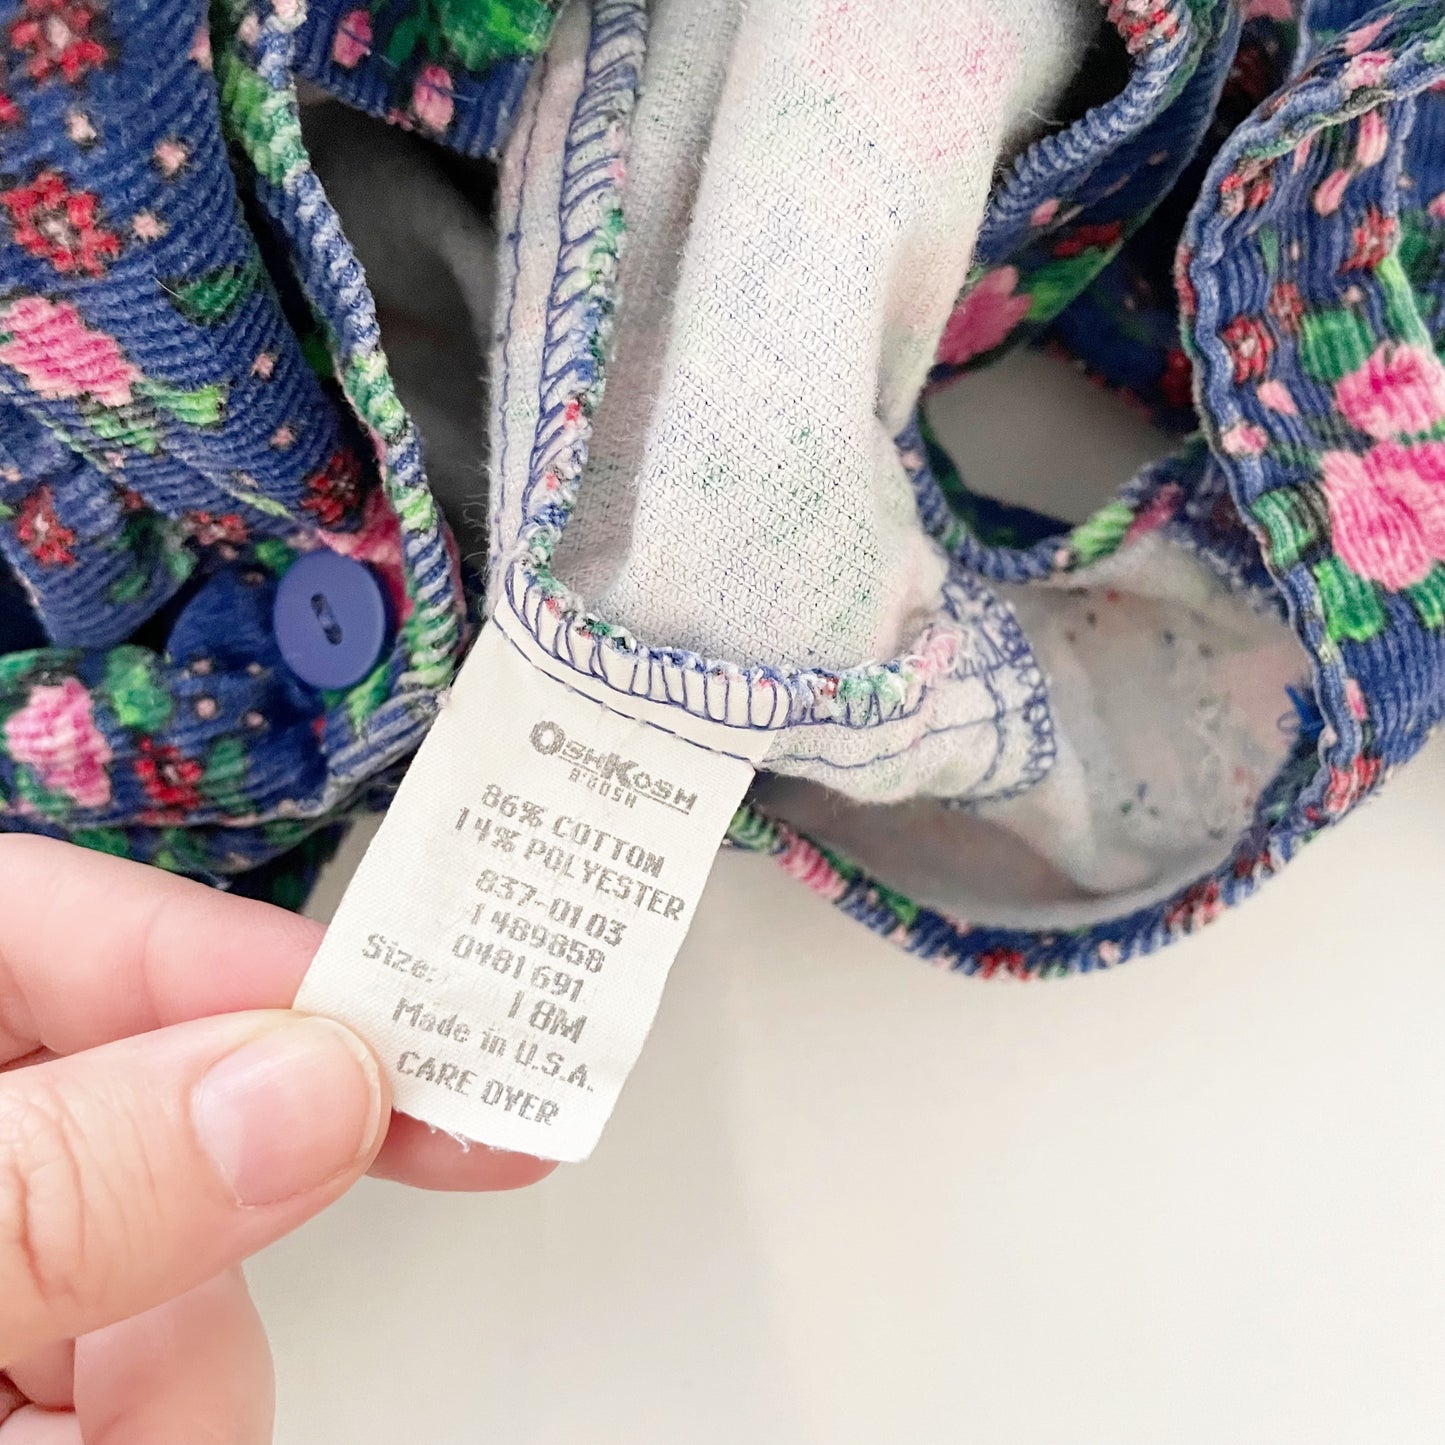 OSHKOSH
B'GOSH
86% COTTON
14% POLYESTER
837-0103
1489858
0481691
Size: 18M
Made in U.S.A.
CARE OVER